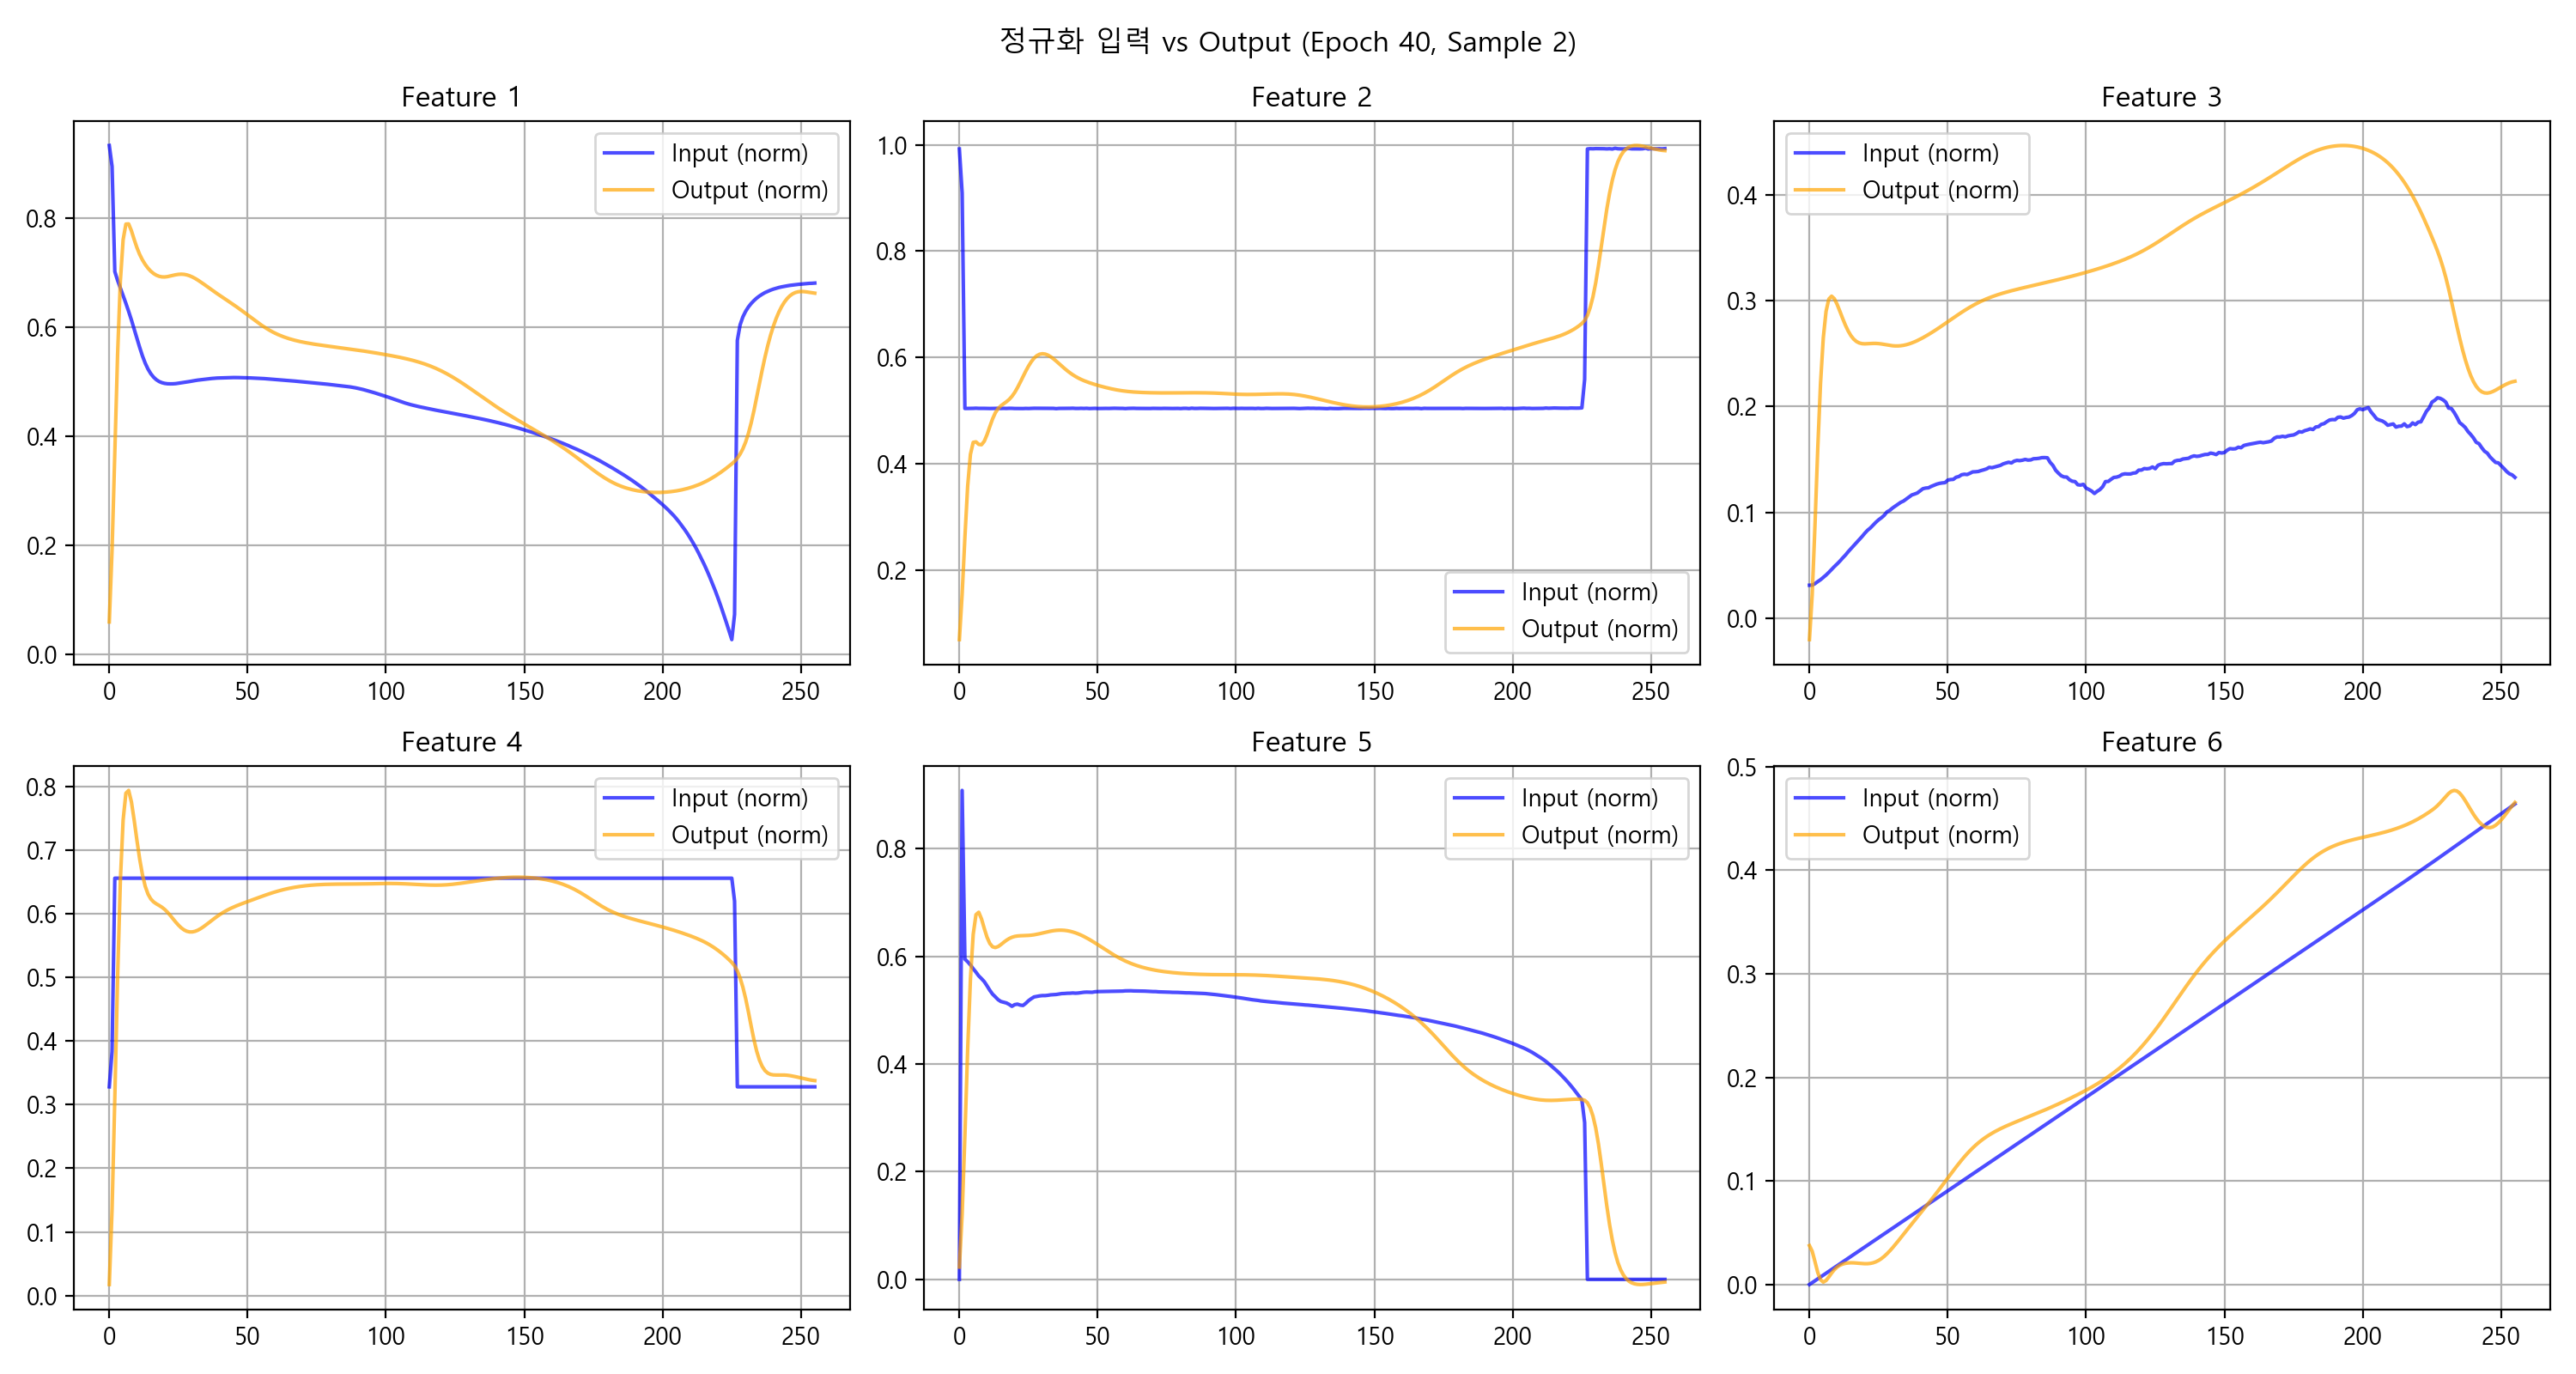 정규화 입력 vs Output (Epoch 40, Sample 2)
Feature 1
Input (norm)
Output (norm)
0.8
0.6
0.4
0.2
0.0
0 50 100 150 200 250
Feature 2
1.0
0.8
0.6
0.4
0.2
Input (norm)
Output (norm)
0 50 100 150 200 250
Feature 3
Input (norm)
Output (norm)
0.4
0.3
0.2
0.1
0.0
0 50 100 150 200 250
Feature 4
Input (norm)
Output (norm)
0.8
0.7
0.6
0.5
0.4
0.3
0.2
0.1
0.0
0 50 100 150 200 250
Feature 5
Input (norm)
Output (norm)
0.8
0.6
0.4
0.2
0.0
0 50 100 150 200 250
Feature 6
Input (norm)
Output (norm)
0.5
0.4
0.3
0.2
0.1
0.0
0 50 100 150 200 250